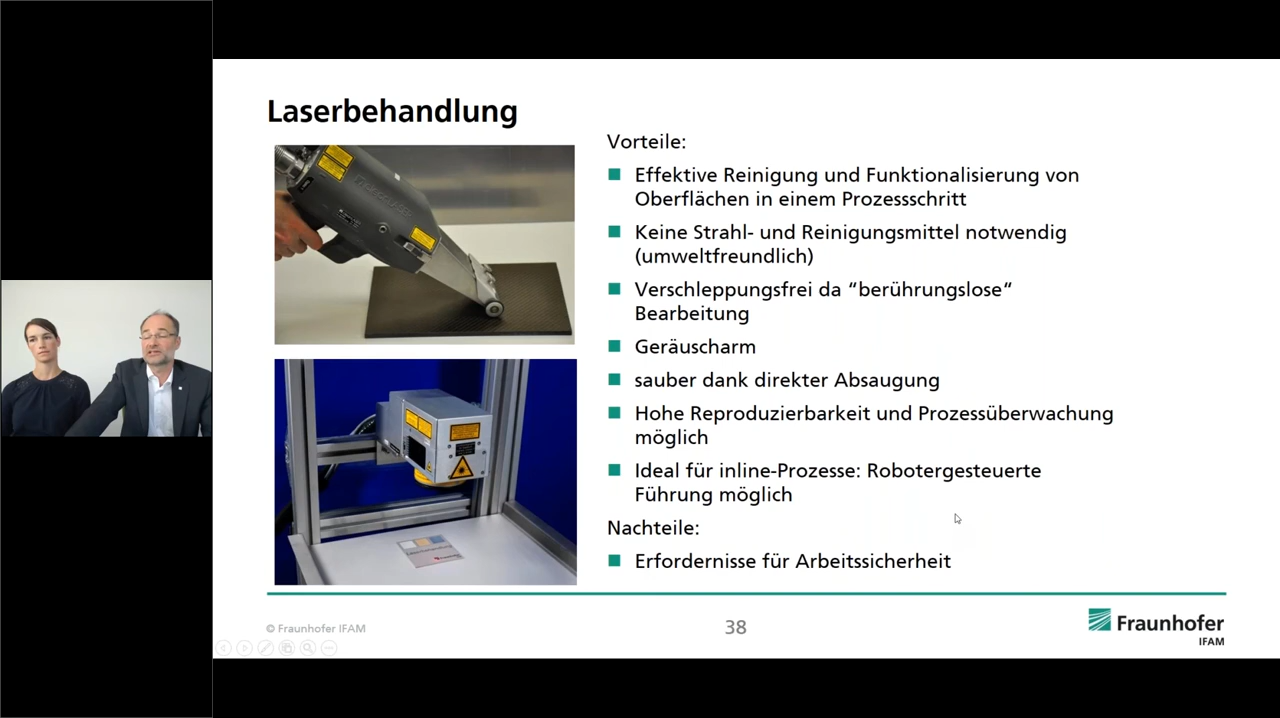 Laserbehandlung
Vorteile:
Effektive Reinigung und Funktionalisierung von
Oberflächen in einem Prozessschritt
Keine Strahl- und Reinigungsmittel notwendig
(umweltfreundlich)
Verschleppungsfrei da “berührungslose“
Bearbeitung
Geräuscharm
sauber dank direkter Absaugung
Hohe Reproduzierbarkeit und Prozessüberwachung
möglich
Ideal für inline-Prozesse: Robotergesteuerte
Führung möglich
Nachteile:
Erfordernisse für Arbeitssicherheit
© Fraunhofer IFAM
38
Fraunhofer
IFAM